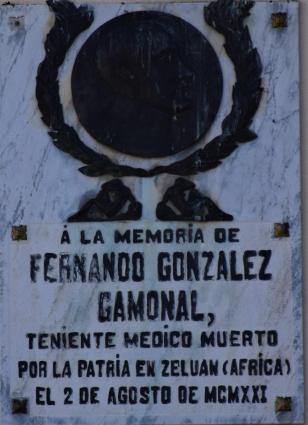 Á LA MEMORIA DE
FERNANDO GONZALEZ
GAMONAL,
TENIENTE MEDICO MUERTO
POR LA PATRIA EN ZELUAN (AFRICA)
EL 2 DE AGOSTO DE MCMXXI